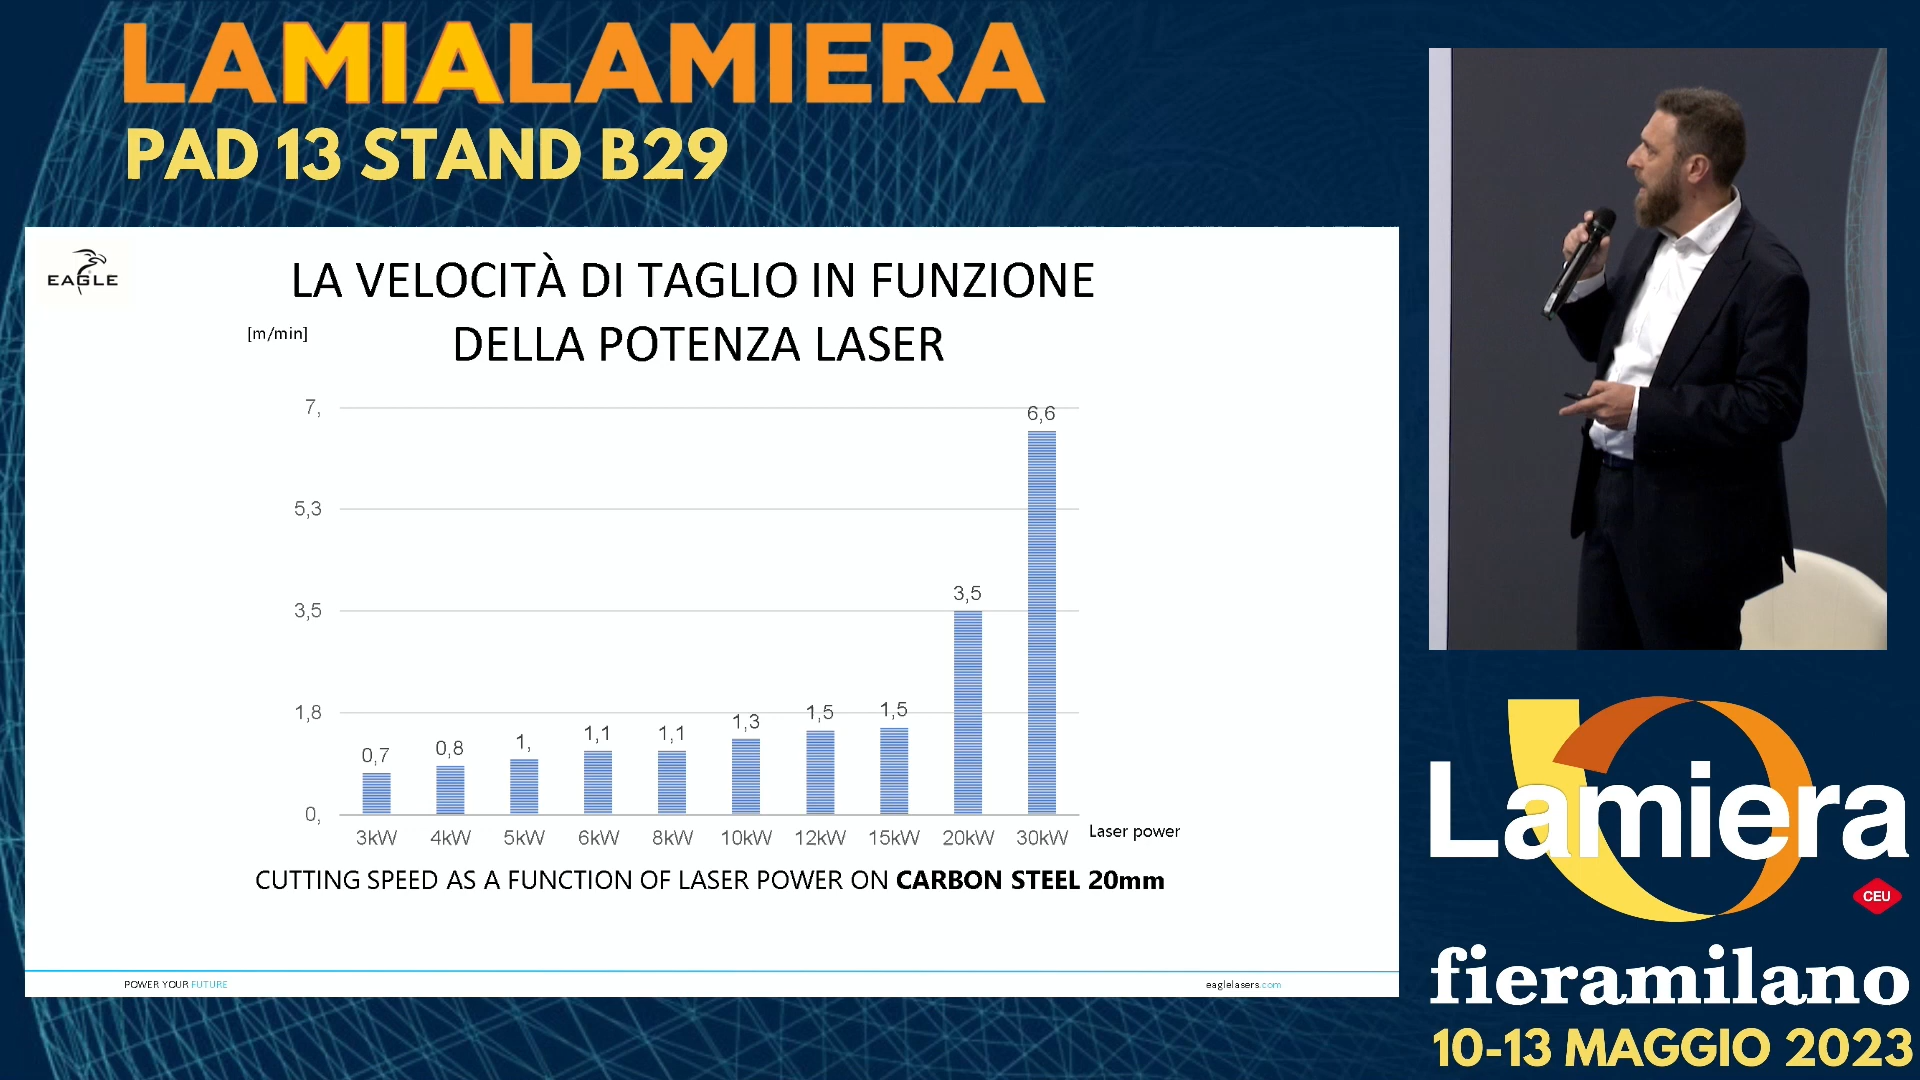 LAMIALAMIERA
PAD 13 STAND B29
EAGLE
LA VELOCITÀ DI TAGLIO IN FUNZIONE
DELLA POTENZA LASER
[m/min]
7,
5,3
3,5
1,8
0,
0,7
0,8
1,
1,1
1,1
1,3
1,5
1,5
3,5
6,6
3kW
4kW
5kW
6kW
8kW
10kW
12kW
15kW
20kW
30kW
Laser power
CUTTING SPEED AS A FUNCTION OF LASER POWER ON CARBON STEEL 20mm
POWER YOUR FUTURE
eaglelasers.com
Lamiera
CEU
fieramilano
10-13 MAGGIO 2023